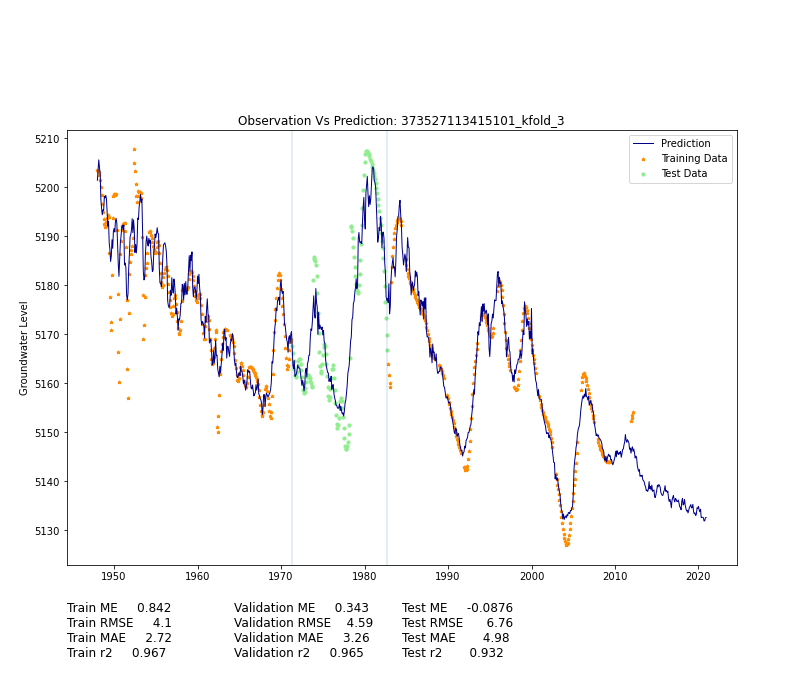 Observation Vs Prediction: 373527113415101_kfold_3
Prediction
Training Data
Test Data
Groundwater Level
5210
5200
5190
5180
5170
5160
5150
5140
5130
1950 1960 1970 1980 1990 2000 2010 2020
Train ME 0.842 Validation ME 0.343 Test ME -0.0876
Train RMSE 4.1 Validation RMSE 4.59 Test RMSE 6.76
Train MAE 2.72 Validation MAE 3.26 Test MAE 4.98
Train r2 0.967 Validation r2 0.965 Test r2 0.932